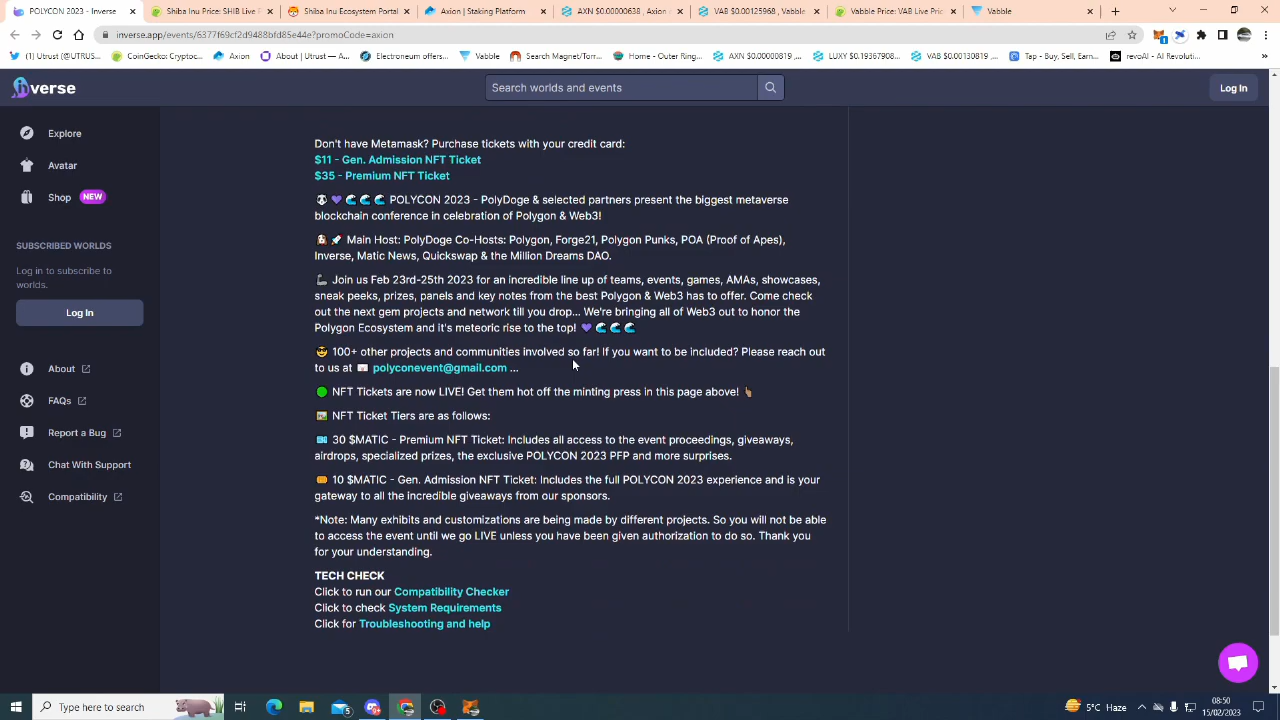 POLYCON 2023 - Inverse
Shiba Inu Price: SHIB Live P
Shiba Inu Ecosystem Portal
Axion | Staking Platform
AXN $0.00000638 , Axion
VAB $0.00125968 , Vabble
Vabble Price: VAB Live Pric
Vabble
inverse.app/events/6377f69cf2d9488bfd85e44e?promoCode=axion
(1) Utrust (@UTRUST...
CoinGecko: Cryptoc...
About | Utrust — A...
Electroneum offers...
Vabble
Search Magnet/Torr...
Home - Outer Ring...
AXN $0.00000819 ,...
LUXY $0.19367908...
VAB $0.00130819 ,...
Tap - Buy, Sell, Earn...
revoAI - AI Revoluti...
verse
Search worlds and events
Log In
Explore
Avatar
Shop NEW
SUBSCRIBED WORLDS
Log in to subscribe to
worlds.
Log In
About
FAQs
Report a Bug
Chat With Support
Compatibility
Don't have Metamask? Purchase tickets with your credit card:
$11 - Gen. Admission NFT Ticket
$35 - Premium NFT Ticket
POLYCON 2023 - PolyDoge & selected partners present the biggest metaverse
blockchain conference in celebration of Polygon & Web3!
Main Host: PolyDoge Co-Hosts: Polygon, Forge21, Polygon Punks, POA (Proof of Apes),
Inverse, Matic News, Quickswap & the Million Dreams DAO.
Join us Feb 23rd-25th 2023 for an incredible line up of teams, events, games, AMAs, showcases,
sneak peeks, prizes, panels and key notes from the best Polygon & Web3 has to offer. Come check
out the next gem projects and network till you drop... We're bringing all of Web3 out to honor the
Polygon Ecosystem and it's meteoric rise to the top!
100+ other projects and communities involved so far! If you want to be included? Please reach out
to us at polyconevent@gmail.com ...
NFT Tickets are now LIVE! Get them hot off the minting press in this page above!
NFT Ticket Tiers are as follows:
30 $MATIC - Premium NFT Ticket: Includes all access to the event proceedings, giveaways,
airdrops, specialized prizes, the exclusive POLYCON 2023 PFP and more surprises.
10 $MATIC - Gen. Admission NFT Ticket: Includes the full POLYCON 2023 experience and is your
gateway to all the incredible giveaways from our sponsors.
*Note: Many exhibits and customizations are being made by different projects. So you will not be able
to access the event until we go LIVE unless you have been given authorization to do so. Thank you
for your understanding.
TECH CHECK
Click to run our Compatibility Checker
Click to check System Requirements
Click for Troubleshooting and help
Type here to search
5°C Haze
08:50
15/02/2023